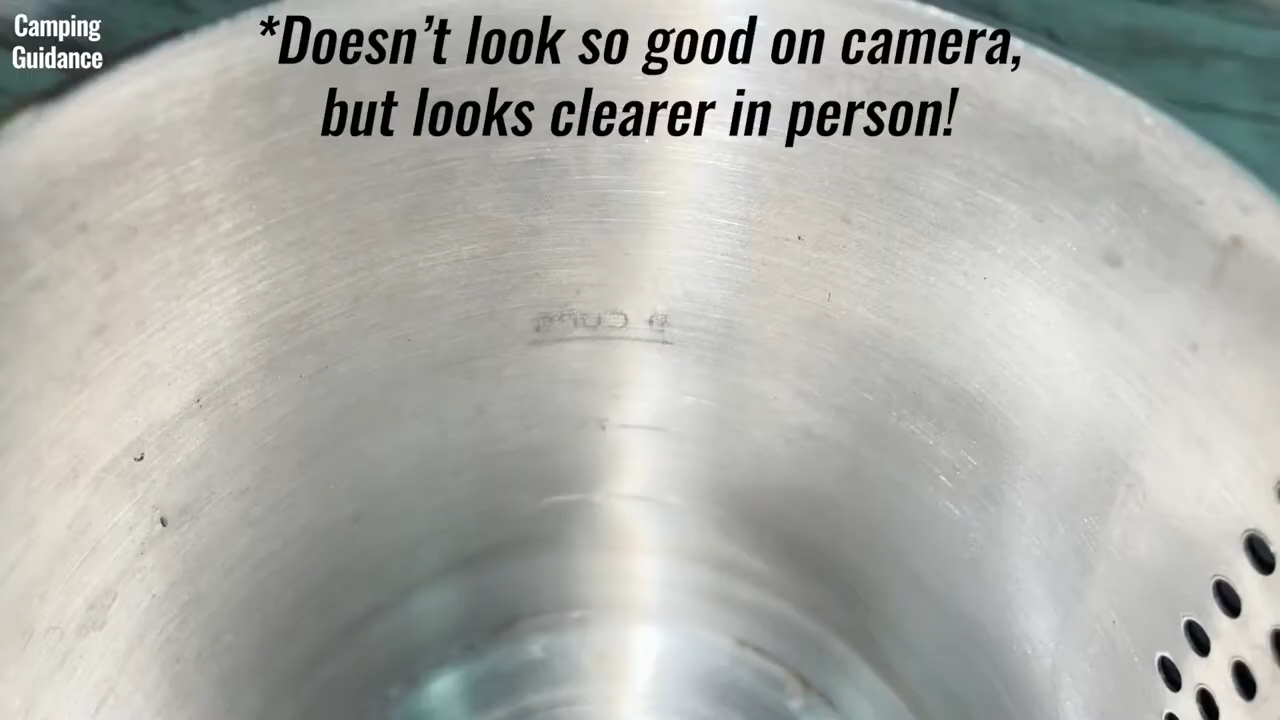 Camping
Guidance
*Doesn't look so good on camera,
but looks clearer in person!